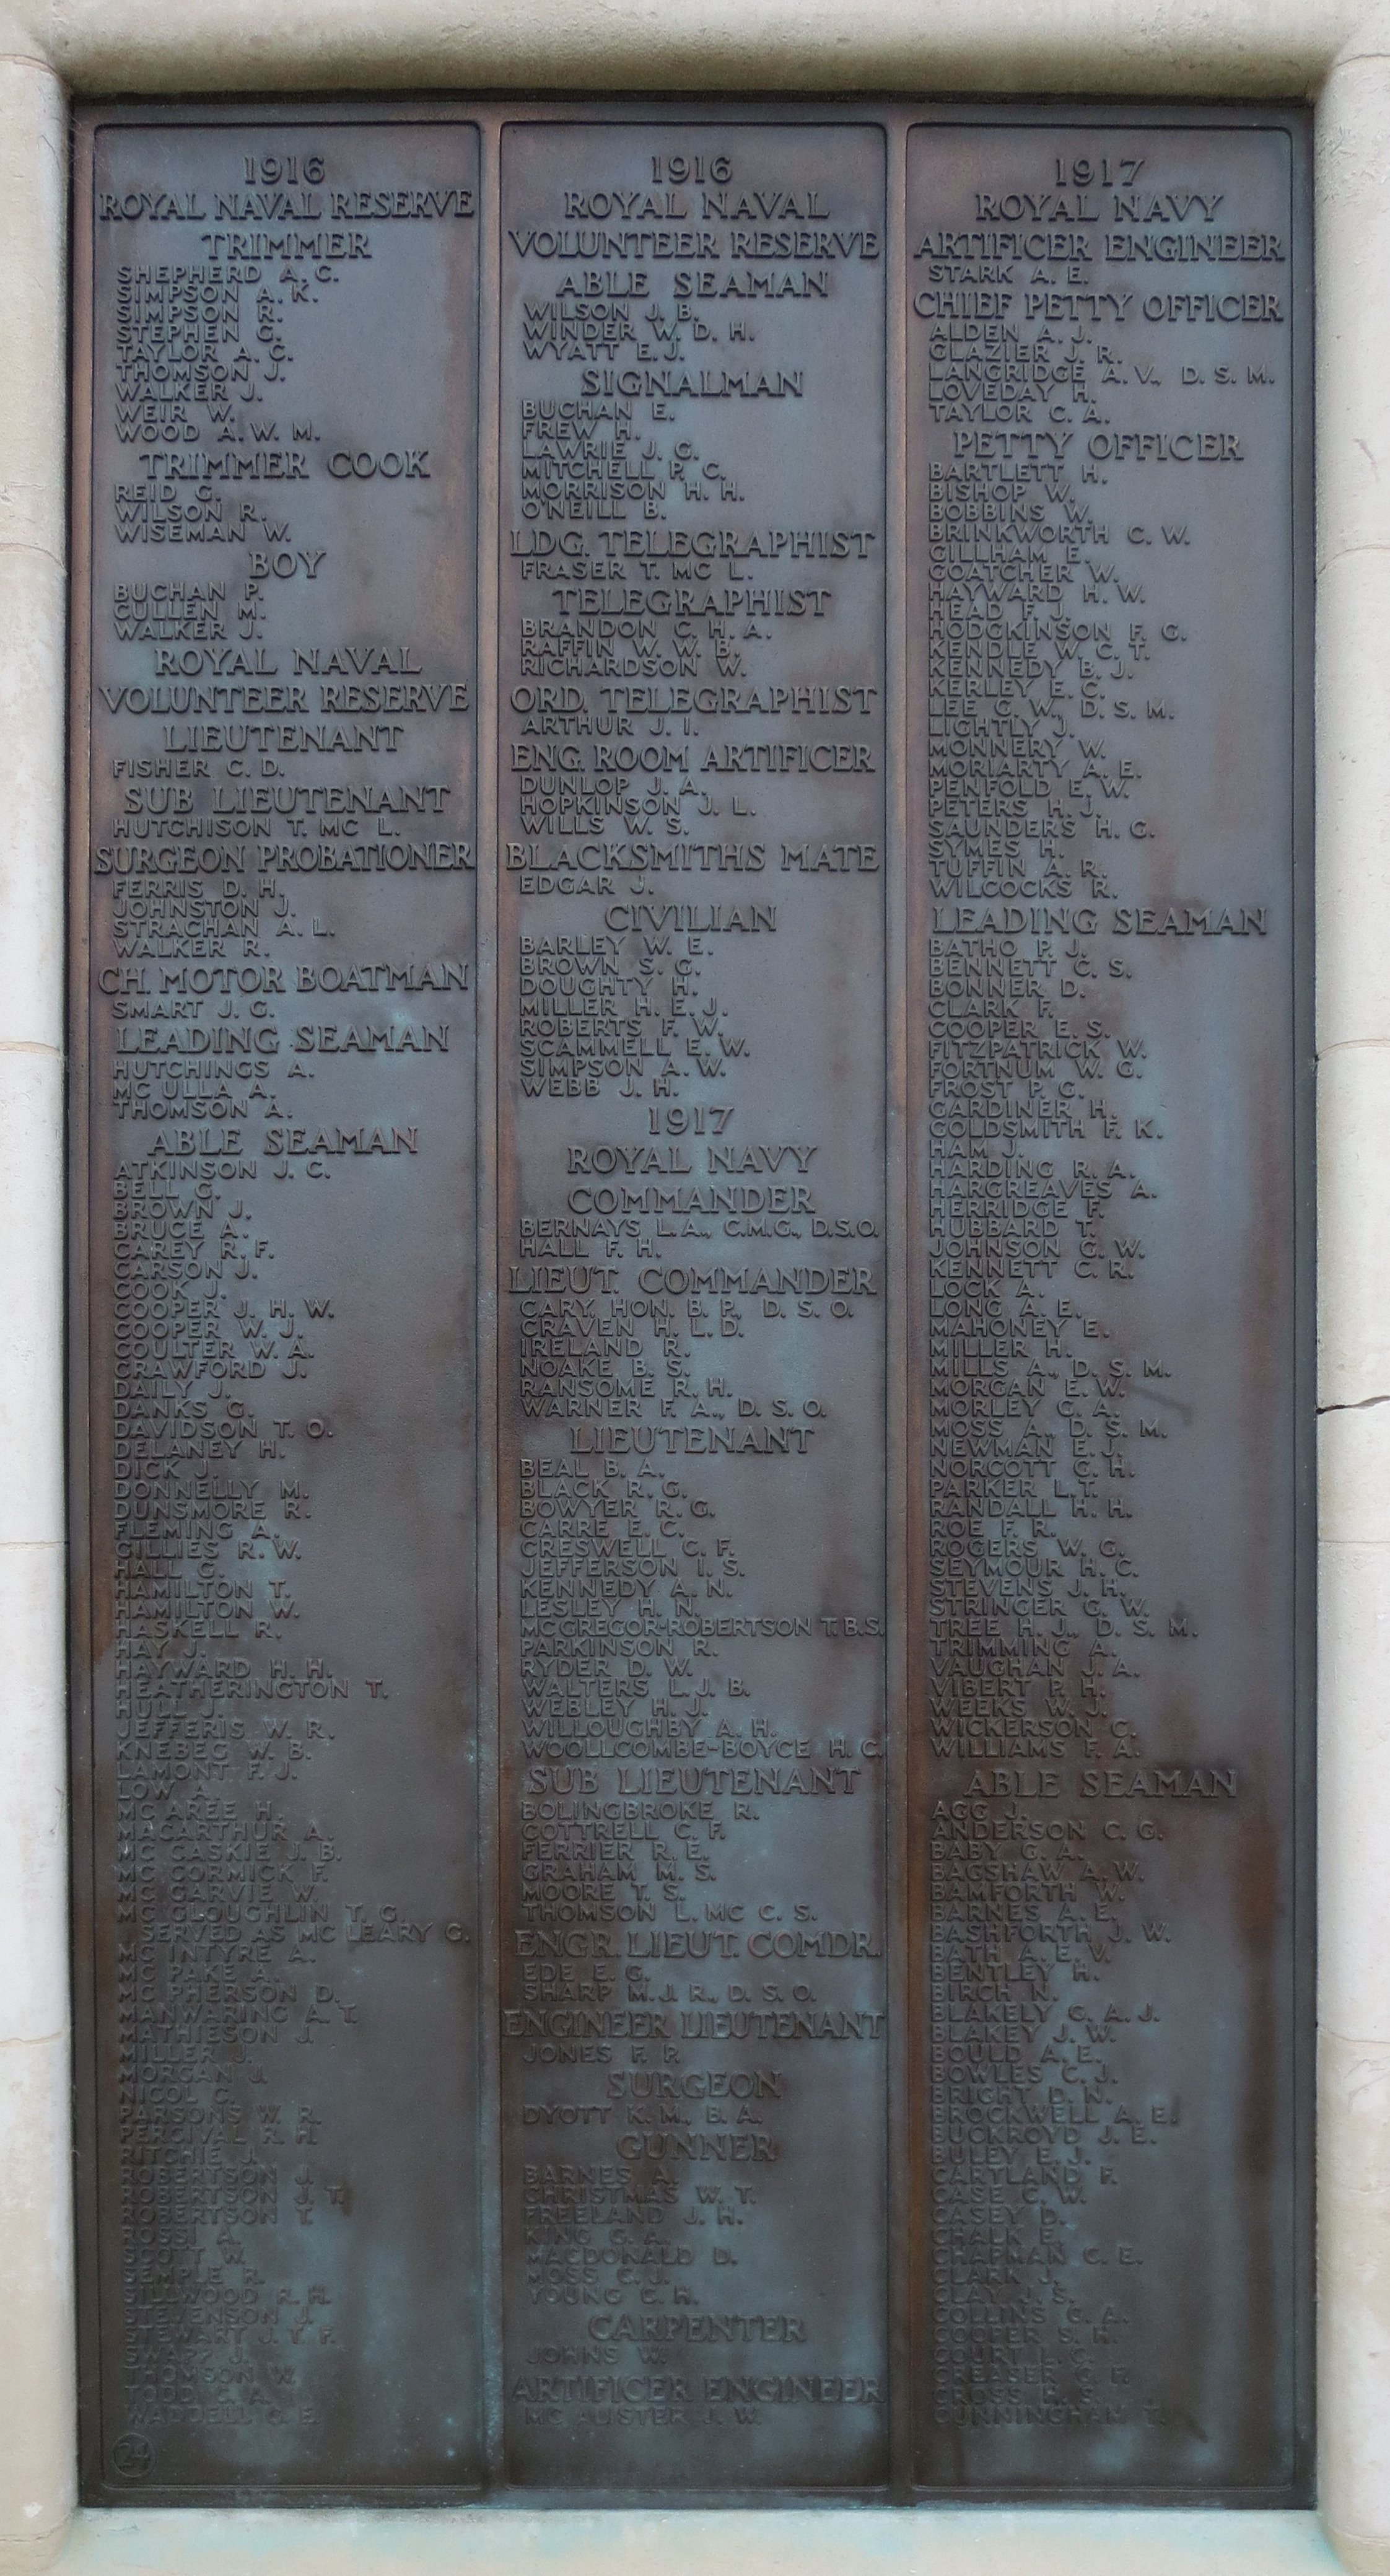 1916
ROYAL NAVAL RESERVE
TRIMMER
SHEPHERD A. C.
SIMPSON A. K.
SIMPSON R.
STEPHEN G.
TAYLOR A. C.
THOMSON J.
WALKER J.
WEIR W.
WOOD A. W. M.
TRIMMER COOK
REID G.
WILSON R.
WISEMAN W.
BOY
BUCHAN P.
CULLEN M.
WALKER J.
ROYAL NAVAL
VOLUNTEER RESERVE
LIEUTENANT
FISHER C. D.
SUB LIEUTENANT
HUTCHISON T. MC L.
SURGEON PROBATIONER
FERRIS D. H.
JOHNSTON J.
STRACHAN A. L.
WALKER R.
CH. MOTOR BOATMAN
SMART J. G.
LEADING SEAMAN
HUTCHINGS A.
MC ULLA A.
THOMSON A.
ABLE SEAMAN
ATKINSON J. C.
BELL G.
BROWN J.
BRUCE A.
CAREY R. F.
CARSON J.
COOK J.
COOPER J. H. W.
COOPER W. J.
COULTER W. A.
CRAWFORD J.
DAILY J.
DANKS G.
DAVIDSON T. O.
DELANEY H.
DICK J.
DONNELLY M.
DUNSMORE R.
FLEMING A.
GILLIES R. W.
HALL G.
HAMILTON T.
HAMILTON W.
HASKELL R.
HAY J.
HAYWARD H. H.
HEATHERINGTON T.
HULL J.
JEFFERIS W. R.
KNEBEG W. B.
LAMONT F. J.
LOW A.
MC AREE H.
MACARTHUR A.
MC CASKIE J. B.
MC CORMICK F.
MC GARVIE W.
MC GLOUGHLIN T. G.
SERVED AS MC LEARY G.
MC INTYRE A.
MC PAKE A.
MC PHERSON D.
MANWARING A. T.
MATHIESON J.
MILLER J.
MORGAN J.
NICOL C.
PARSONS W. R.
PERCIVAL R. H.
RITCHIE J.
ROBERTSON J.
ROBERTSON J. T.
ROBERTSON T.
ROSSI A.
SCOTT W.
SEMPLE R.
SILLWOOD R. H.
STEVENSON J.
STEWART J. T. F.
SWAPP J.
THOMSON W.
TODD C. A.
WADDELL G. E.
24
1916
ROYAL NAVAL
VOLUNTEER RESERVE
ABLE SEAMAN
WILSON J. B.
WINDER W. D. H.
WYATT E. J.
SIGNALMAN
BUCHAN E.
FREW H.
LAWRIE J. G.
MITCHELL P. C.
MORRISON H. H.
O'NEILL B.
LDG. TELEGRAPHIST
FRASER T. MC L.
TELEGRAPHIST
BRANDON C. H. A.
RAFFIN W. W. B.
RICHARDSON W.
ORD. TELEGRAPHIST
ARTHUR J. I.
ENG. ROOM ARTIFICER
DUNLOP J. A.
HOPKINSON J. L.
WILLS W. S.
BLACKSMITHS MATE
EDGAR J.
CIVILIAN
BARLEY W. E.
BROWN S. G.
DOUGHTY H.
MILLER H. E. J.
ROBERTS F. W.
SCAMMELL E. W.
SIMPSON A. W.
WEBB J. H.
1917
ROYAL NAVY
COMMANDER
BERNAYS L. A., C.M.G., D.S.O.
HALL F. H.
LIEUT. COMMANDER
CARY, HON. B. P., D. S. O.
CRAVEN H. L. D.
IRELAND R.
NOAKE B. S.
RANSOME R. H.
WARNER F. A., D. S. O.
LIEUTENANT
BEAL B. A.
BLACK R. G.
BOWYER R. G.
CARRE E. C.
CRESWELL C. F.
JEFFERSON I. S.
KENNEDY A. N.
LESLEY H. N.
MCGREGOR-ROBERTSON T.B.S.
PARKINSON R.
RYDER D. W.
WALTERS L. J. B.
WEBLEY H. J.
WILLOUGHBY A. H.
WOOLLCOMBE-BOYCE H. C.
SUB LIEUTENANT
BOLINGBROKE R.
COTTRELL C. F.
FERRIER R. E.
GRAHAM M. S.
MOORE T. S.
THOMSON L. MC C. S.
ENGR. LIEUT. COMDR.
EDE E. G.
SHARP M. J. R., D. S. O.
ENGINEER LIEUTENANT
JONES F. P.
SURGEON
DYOTT K. M., B. A.
GUNNER
BARNES A.
CHRISTMAS W. T.
FREELAND J. H.
KING G. A.
MACDONALD D.
MOSS C. J.
YOUNG C. H.
CARPENTER
JOHNS W.
ARTIFICER ENGINEER
MC ALISTER J. W.
1917
ROYAL NAVY
ARTIFICER ENGINEER
STARK A. E.
CHIEF PETTY OFFICER
ALDEN A. J.
GLAZIER J. R.
LANGRIDGE A. V., D. S. M.
LOVEDAY H.
TAYLOR C. A.
PETTY OFFICER
BARTLETT H.
BISHOP W.
BOBBINS W.
BRINKWORTH C. W.
GILLHAM E.
GOATCHER W.
HAYWARD H. W.
HEAD F. J.
HODGKINSON F. G.
KENDLE W. C. T.
KENNEDY B. J.
KERLEY E. C.
LEE G. W., D. S. M.
LIGHTLY J.
MONNERY W.
MORIARTY A. E.
PENFOLD E. W.
PETERS H. J.
SAUNDERS H. G.
SYMES H.
TUFFIN A. R.
WILCOCKS R.
LEADING SEAMAN
BATHO P. J.
BENNETT C. S.
BONNER D.
CLARK F.
COOPER E. S.
FITZPATRICK W.
FORTNUM W. G.
FROST P. G.
GARDINER H.
GOLDSMITH F. K.
HAM J.
HARDING R. A.
HARGREAVES A.
HERRIDGE F.
HUBBARD T.
JOHNSON G. W.
KENNETT C. R.
LOCK A.
LONG A. E.
MAHONEY E.
MILLER H.
MILLS A., D. S. M.
MORGAN E. W.
MORLEY G. A.
MOSS A., D. S. M.
NEWMAN E. J.
NORCOTT G. H.
PARKER L. T.
RANDALL H. H.
ROE F. R.
ROGERS W. G.
SEYMOUR H. C.
STEVENS J. H.
STRINGER G. W.
TREE H. J., D. S. M.
TRIMMING A.
VAUGHAN J. A.
VIBERT P. H.
WEEKS W. J.
WICKERSON C.
WILLIAMS F. A.
ABLE SEAMAN
AGG J.
ANDERSON C. G.
BABY G. A.
BAGSHAW A. W.
BAMFORTH W.
BARNES A. E.
BASHFORTH J. W.
BATH A. E. V.
BENTLEY H.
BIRCH N.
BLAKELY G. A. J.
BLAKEY J. W.
BOULD A. E.
BOWLES C. J.
BRIGHT D. N.
BROCKWELL A. E.
BUCKROYD J. E.
BULEY E. J.
CARTLAND F.
CASE C. W.
CASEY D.
CHALK E.
CHAPMAN C. E.
CLARK J.
CLAY J. S.
COLLINS G. A.
COOPER S. H.
COURT L. G.
CREASER G. F.
CROSS S.
CUNNINGHAM T.